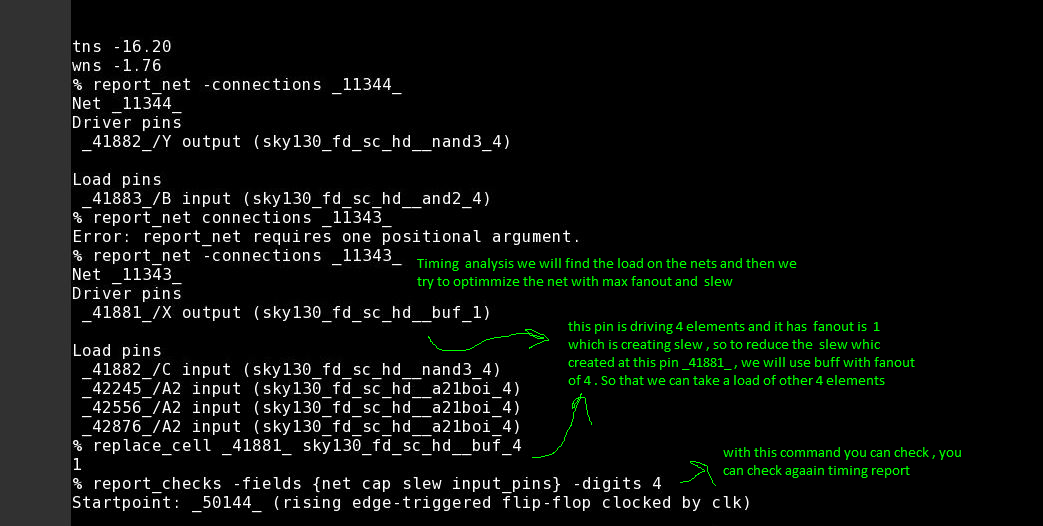 tns -16.20
wns -1.76
% report_net -connections _11344_
Net _11344_
Driver pins
_41882_/Y output (sky130_fd_sc_hd__nand3_4)
Load pins
_41883_/B input (sky130_fd_sc_hd__and2_4)
% report_net connections _11343_
Error: report_net requires one positional argument.
% report_net -connections _11343_
Timing analysis we will find the load on the nets and then we
try to optimmize the net with max fanout and slew
Net _11343_
Driver pins
_41881_/X output (sky130_fd_sc_hd__buf_1)
this pin is driving 4 elements and it has fanout is 1
which is creating slew , so to reduce the slew whic
created at this pin _41881_ , we will use buff with fanout
of 4 . So that we can take a load of other 4 elements
Load pins
_41882_/C input (sky130_fd_sc_hd__nand3_4)
_42245_/A2 input (sky130_fd_sc_hd__a21boi_4)
_42556_/A2 input (sky130_fd_sc_hd__a21boi_4)
_42876_/A2 input (sky130_fd_sc_hd__a21boi_4)
% replace_cell _41881_ sky130_fd_sc_hd__buf_4
1
with this command you can check , you
can check agaain timing report
% report_checks -fields {net cap slew input_pins} -digits 4
Startpoint: _50144_ (rising edge-triggered flip-flop clocked by clk)